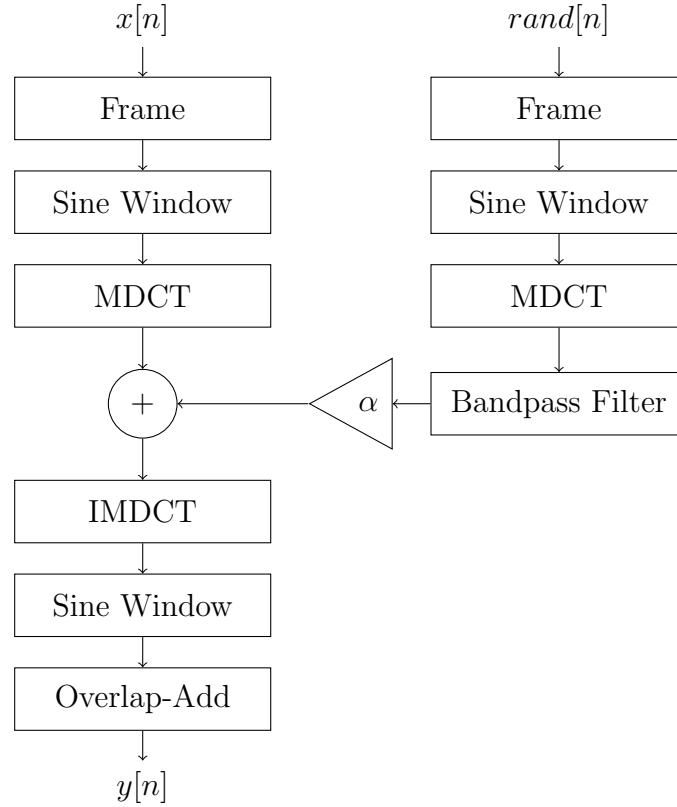 x[n]
rand[n]
Frame
Frame
Sine Window
Sine Window
MDCT
MDCT
+
α
Bandpass Filter
IMDCT
Sine Window
Overlap-Add
y[n]